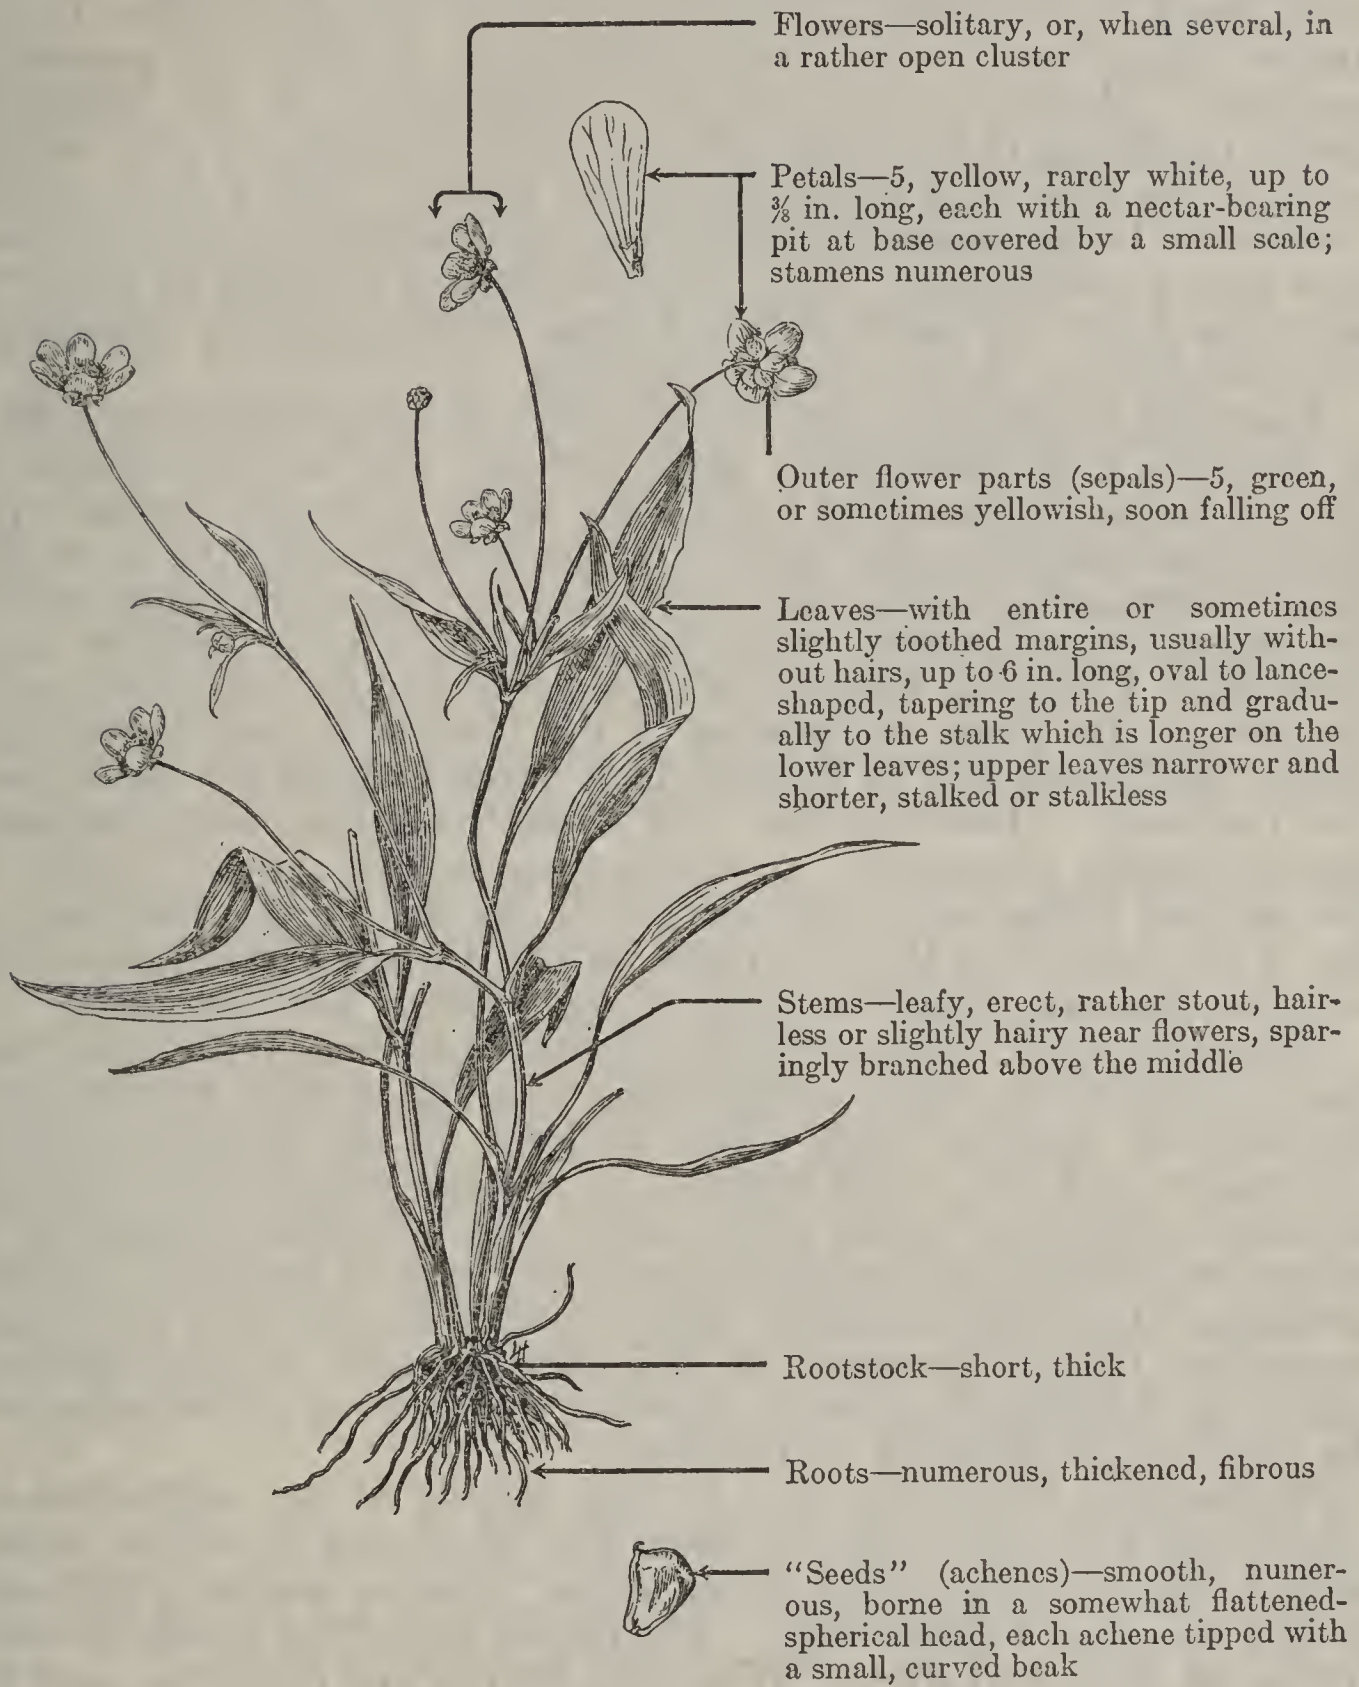 Flowers—solitary, or, when several, in
a rather open cluster
Petals—5, yellow, rarely white, up to
⅜ in. long, each with a nectar-bearing
pit at base covered by a small scale;
stamens numerous
Outer flower parts (sepals)—5, green,
or sometimes yellowish, soon falling off
Leaves—with entire or sometimes
slightly toothed margins, usually with-
out hairs, up to 6 in. long, oval to lance-
shaped, tapering to the tip and gradu-
ally to the stalk which is longer on the
lower leaves; upper leaves narrower and
shorter, stalked or stalkless
Stems—leafy, erect, rather stout, hair-
less or slightly hairy near flowers, spar-
ingly branched above the middle
Rootstock—short, thick
Roots—numerous, thickened, fibrous
“Seeds” (achenes)—smooth, numer-
ous, borne in a somewhat flattened-
spherical head, each achene tipped with
a small, curved beak